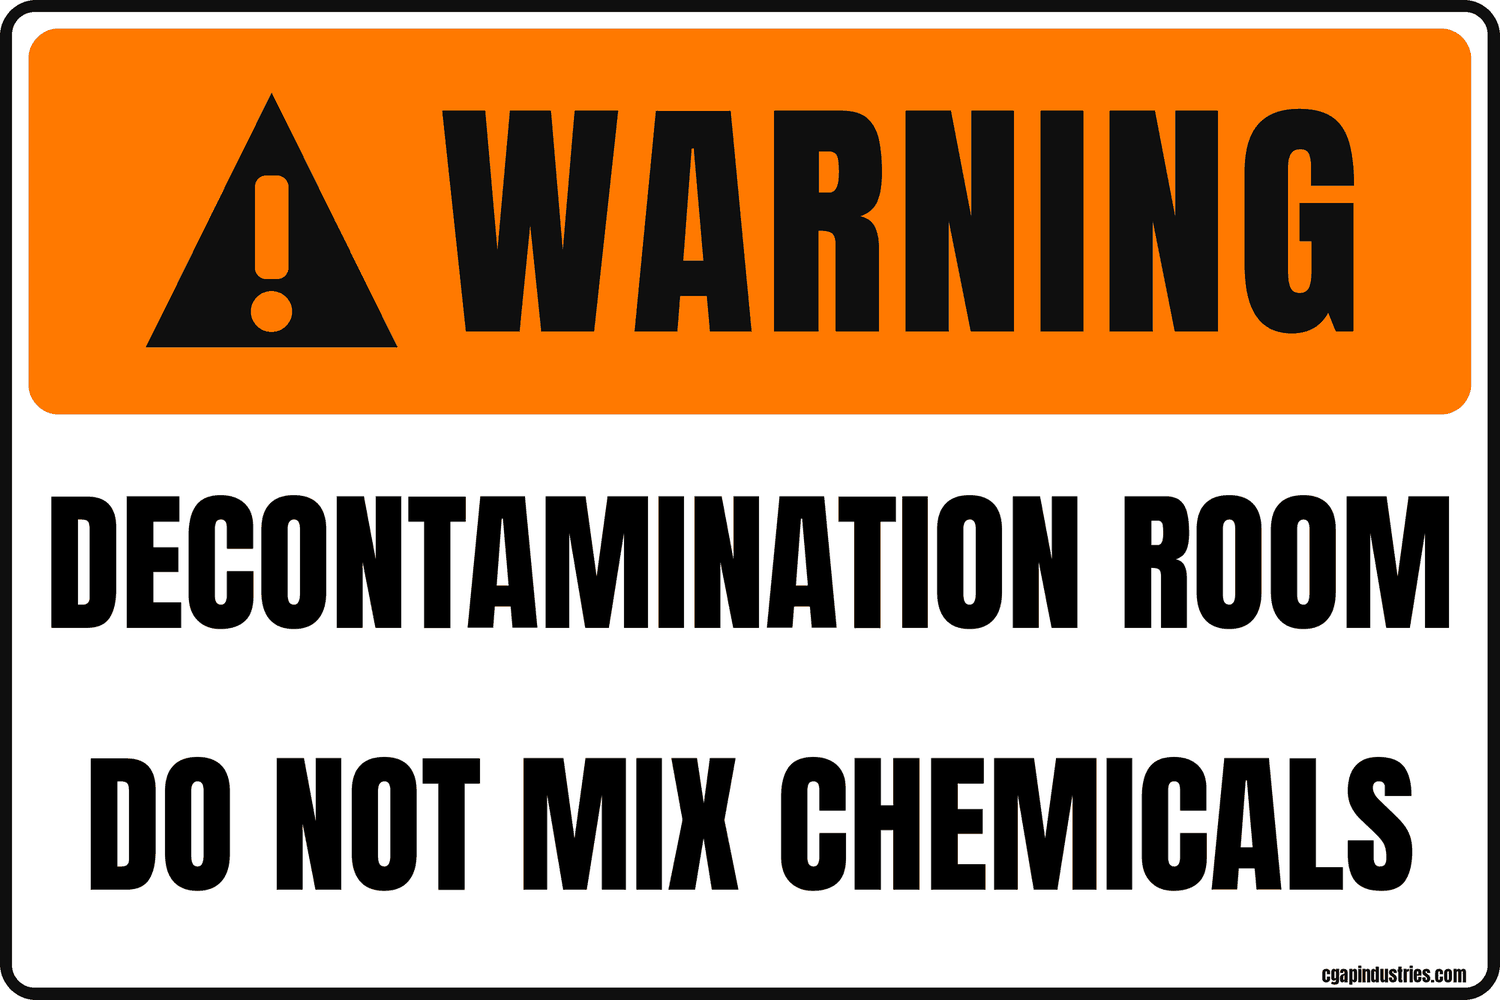 WARNING
DECONTAMINATION ROOM
DO NOT MIX CHEMICALS
cgapindustries.com